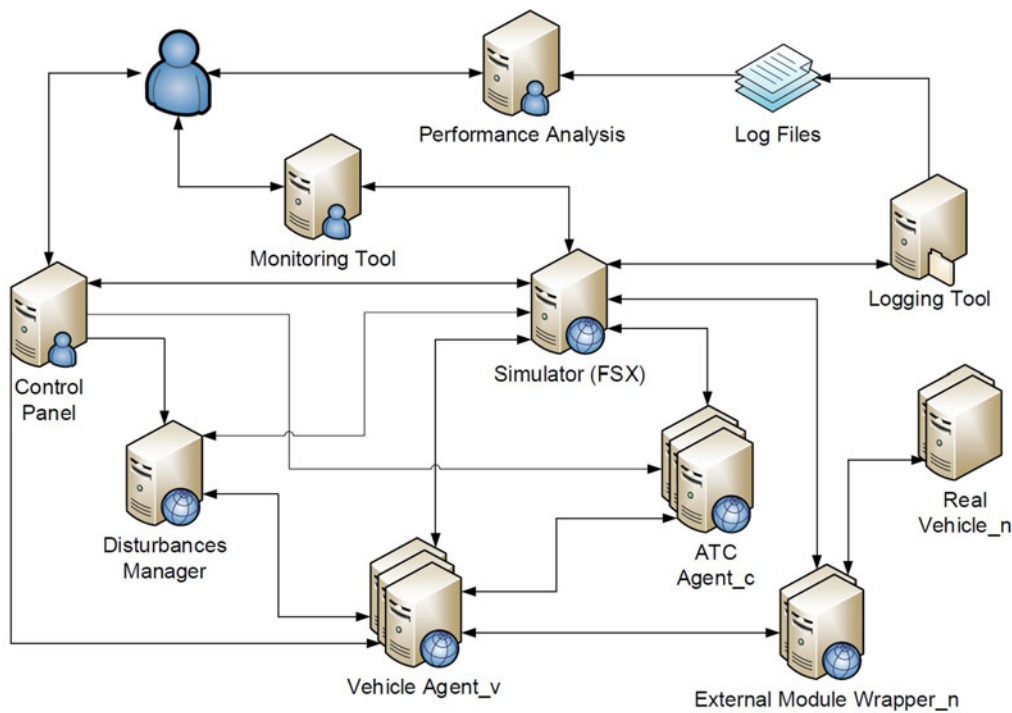 Performance Analysis
Log Files
Monitoring Tool
Logging Tool
Simulator (FSX)
Control
Panel
Real
Vehicle_n
Disturbances
Manager
ATC
Agent_c
Vehicle Agent_v
External Module Wrapper_n